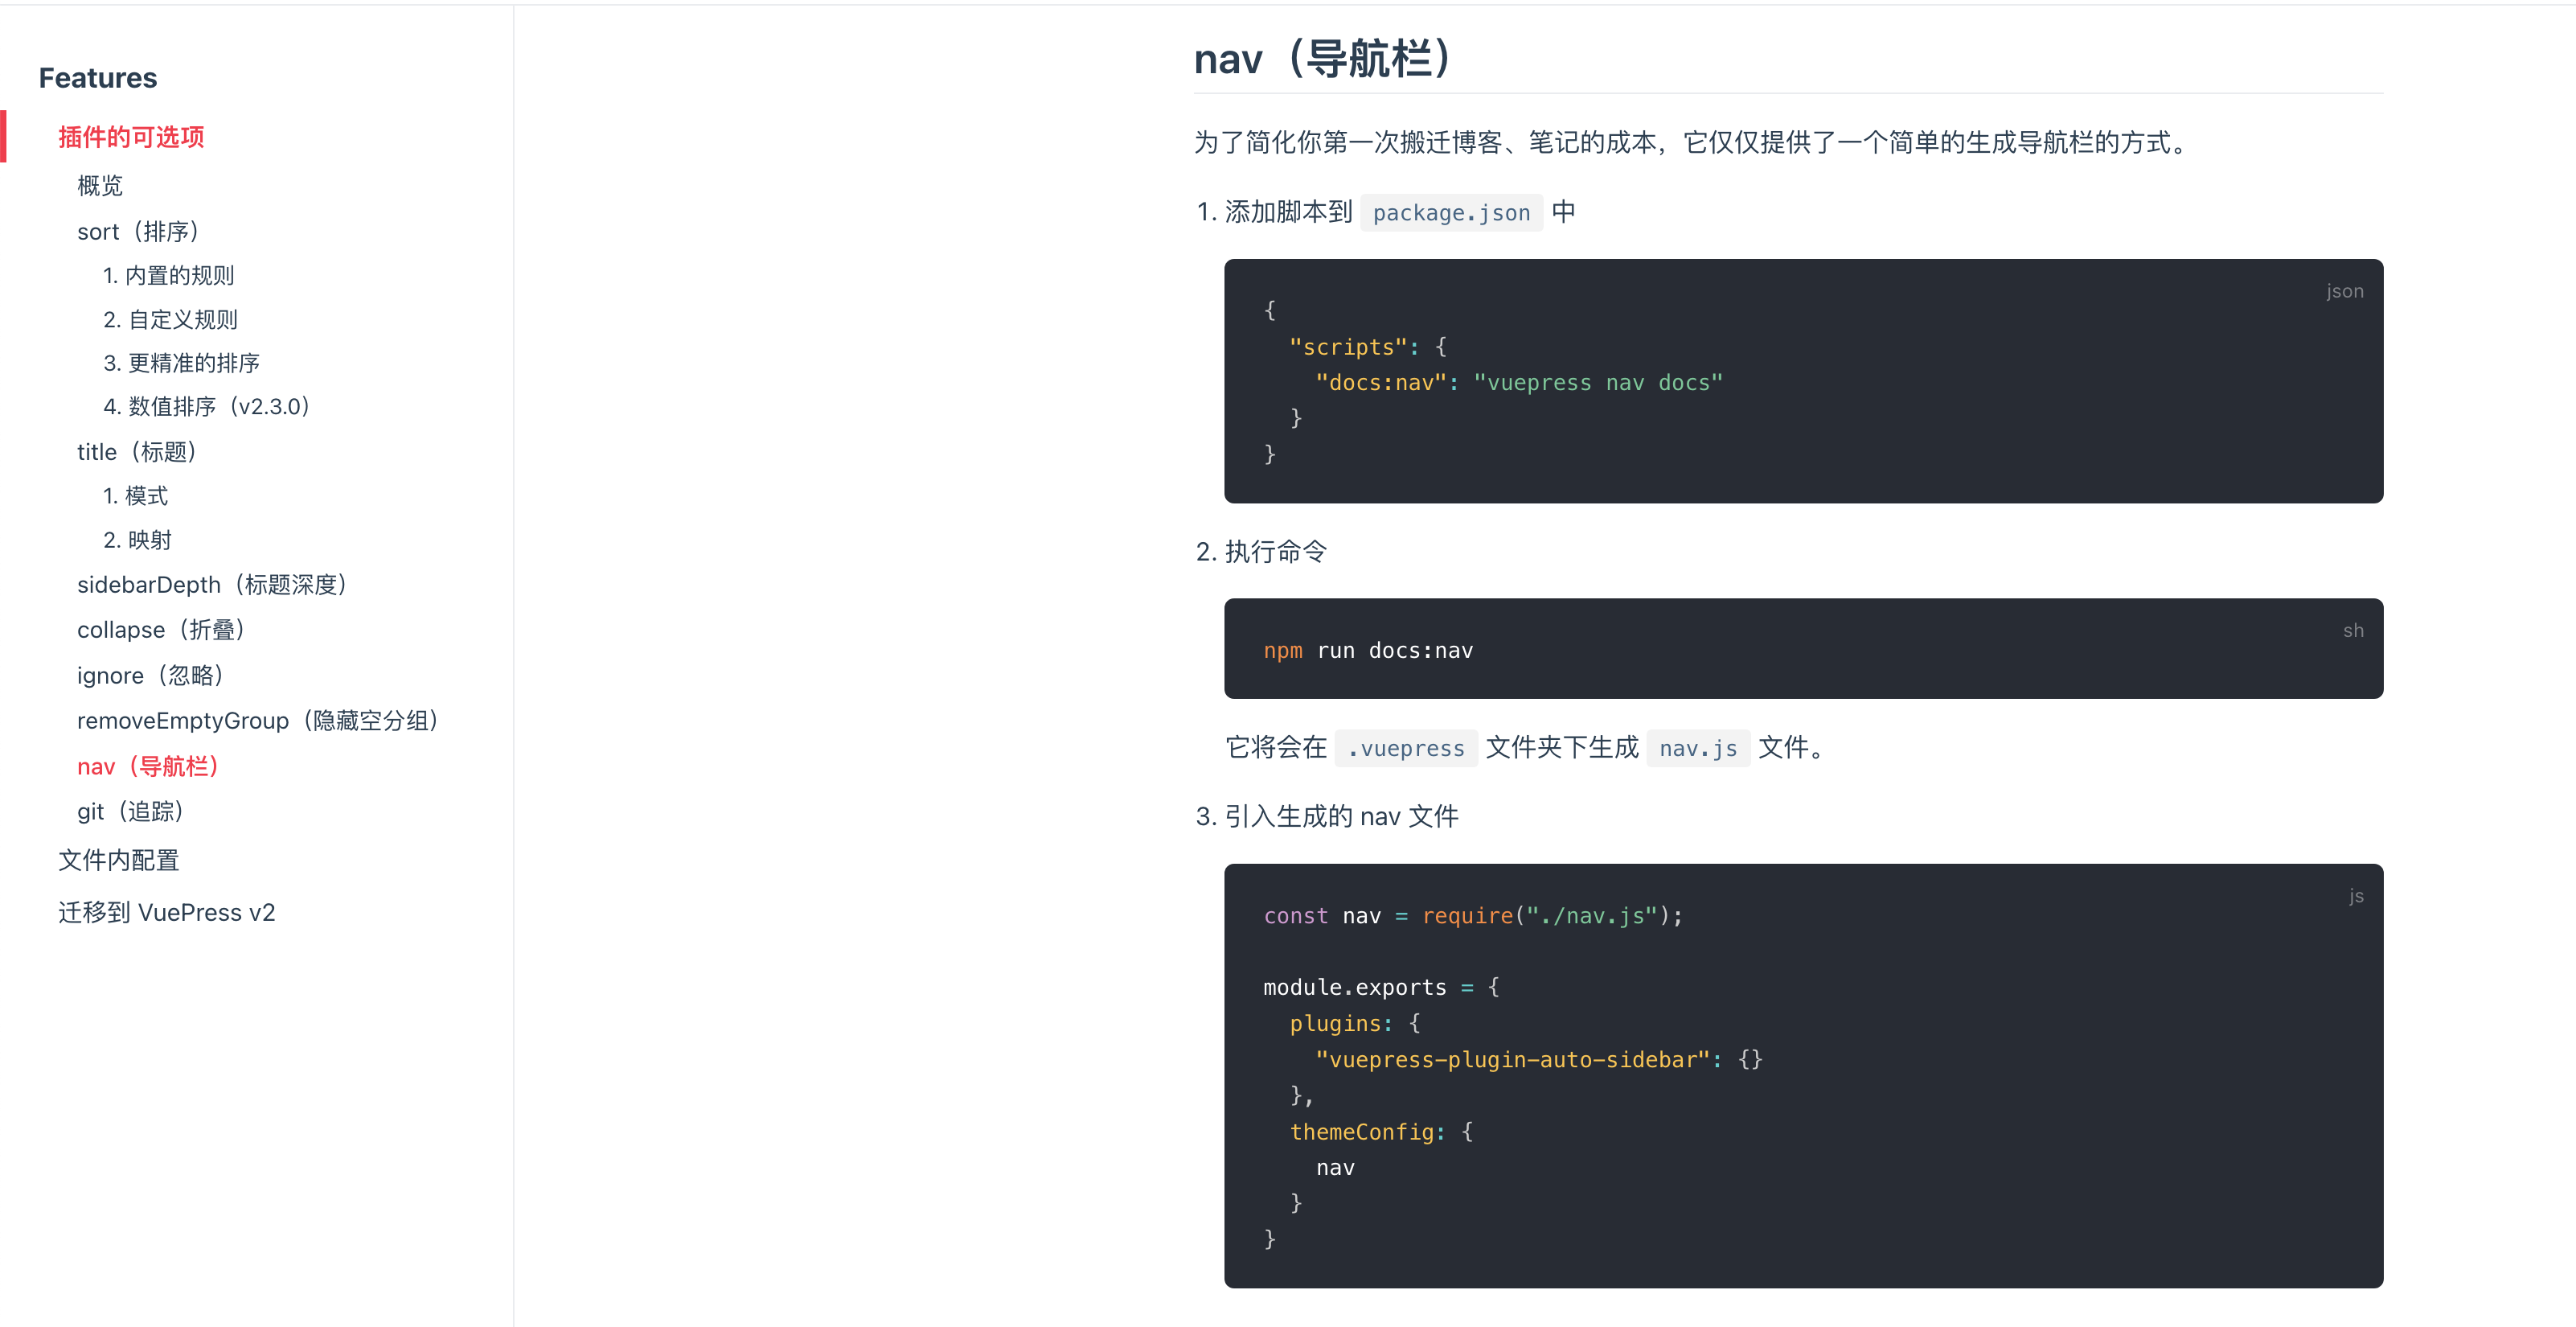 Features
插件的可选项
概览
sort（排序）
1. 内置的规则
2. 自定义规则
3. 更精准的排序
4. 数值排序（v2.3.0）
title（标题）
1. 模式
2. 映射
sidebarDepth（标题深度）
collapse（折叠）
ignore（忽略）
removeEmptyGroup（隐藏空分组）
nav（导航栏）
git（追踪）
文件内配置
迁移到 VuePress v2
nav（导航栏）
为了简化你第一次搬迁博客、笔记的成本，它仅仅提供了一个简单的生成导航栏的方式。
1. 添加脚本到 package.json 中
json
{
  "scripts": {
    "docs:nav": "vuepress nav docs"
  }
}
2. 执行命令
sh
npm run docs:nav
它将会在 .vuepress 文件夹下生成 nav.js 文件。
3. 引入生成的 nav 文件
js
const nav = require("./nav.js");
module.exports = {
  plugins: {
    "vuepress-plugin-auto-sidebar": {}
  },
  themeConfig: {
    nav
  }
}